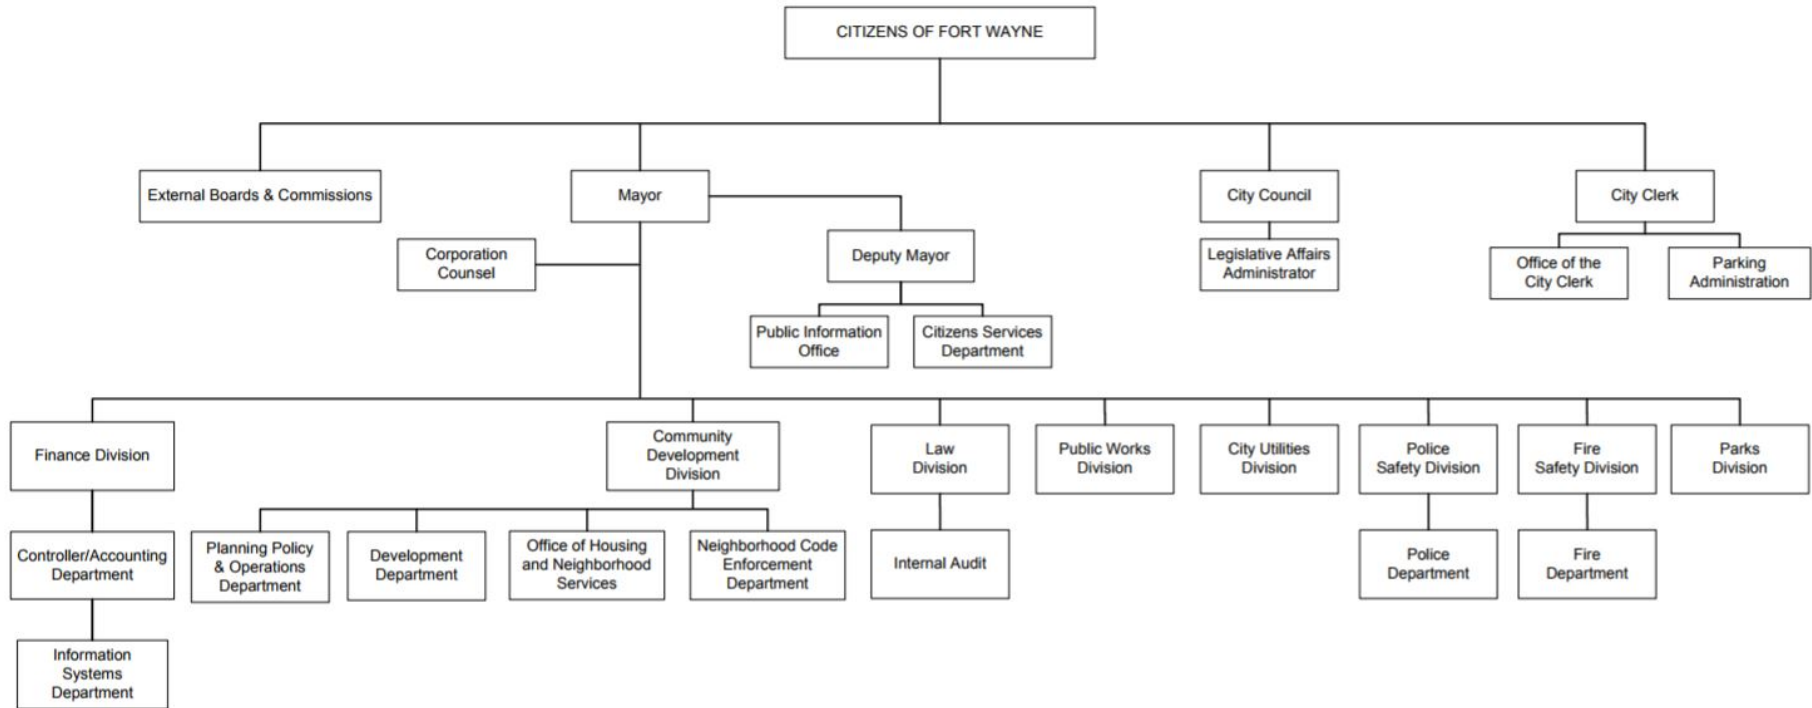 CITIZENS OF FORT WAYNE
External Boards & Commissions
Mayor
City Council
City Clerk
Corporation
Counsel
Deputy Mayor
Legislative Affairs
Administrator
Office of the
City Clerk
Parking
Administration
Public Information
Office
Citizens Services
Department
Finance Division
Community
Development
Division
Law
Division
Public Works
Division
City Utilities
Division
Police
Safety Division
Fire
Safety Division
Parks
Division
Controller/Accounting
Department
Planning Policy
& Operations
Department
Development
Department
Office of Housing
and Neighborhood
Services
Neighborhood Code
Enforcement
Department
Internal Audit
Police
Department
Fire
Department
Information
Systems
Department